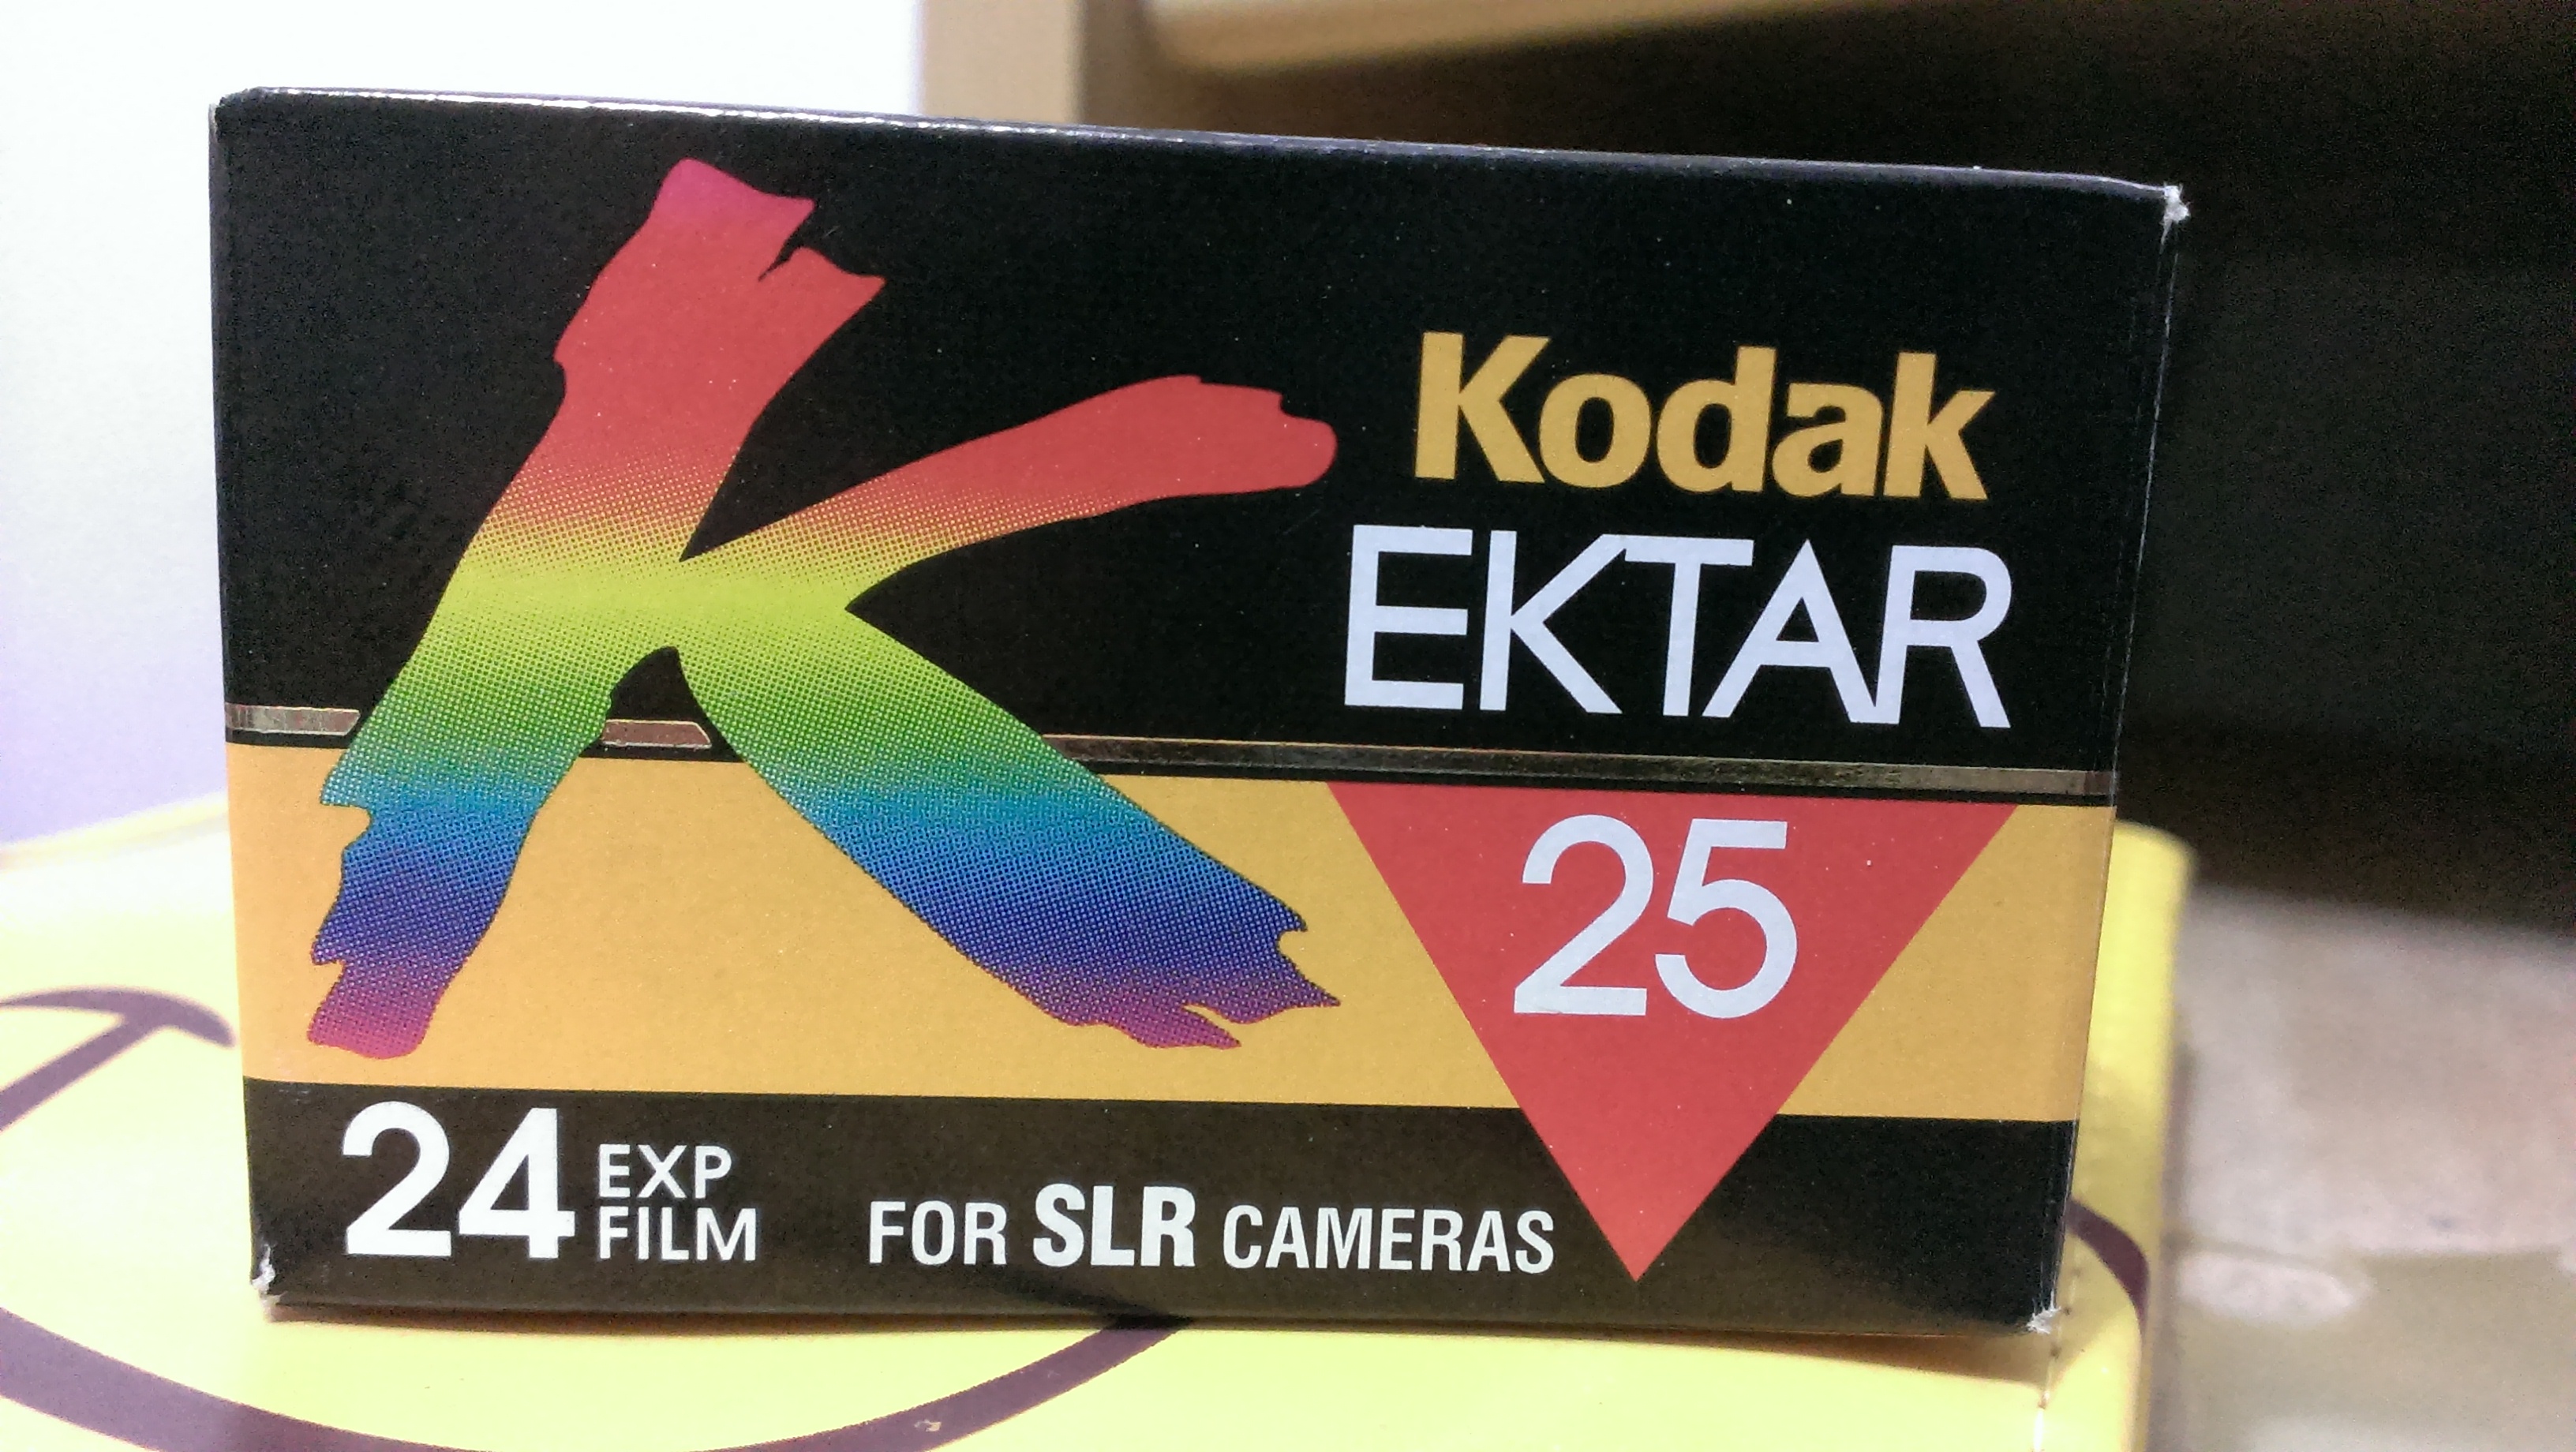 Kodak
EKTAR
25
24 EXP
FILM
FOR SLR CAMERAS